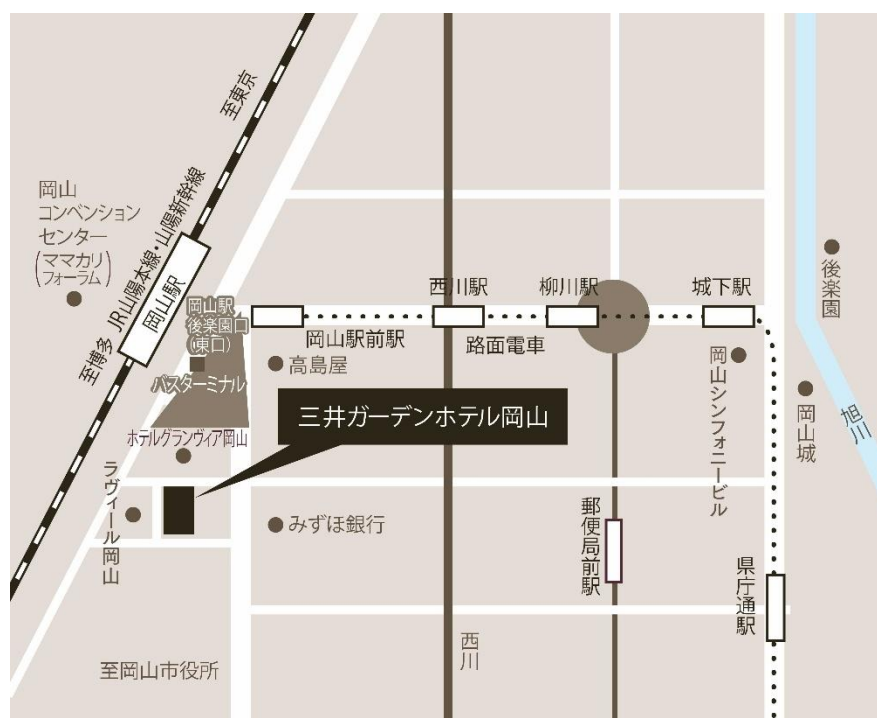 至東京
JR山陽本線・山陽新幹線
至博多
岡山駅
岡山
コンベンション
センター
(ママカリ
フォーラム)
岡山駅
後楽園口
(東口)
バスターミナル
岡山駅前駅
西川駅
路面電車
柳川駅
城下駅
後楽園
高島屋
三井ガーデンホテル岡山
岡山シンフォニービル
岡山城
旭川
ホテルグランヴィア岡山
ラヴィール岡山
みずほ銀行
郵便局前駅
県庁通駅
西川
至岡山市役所